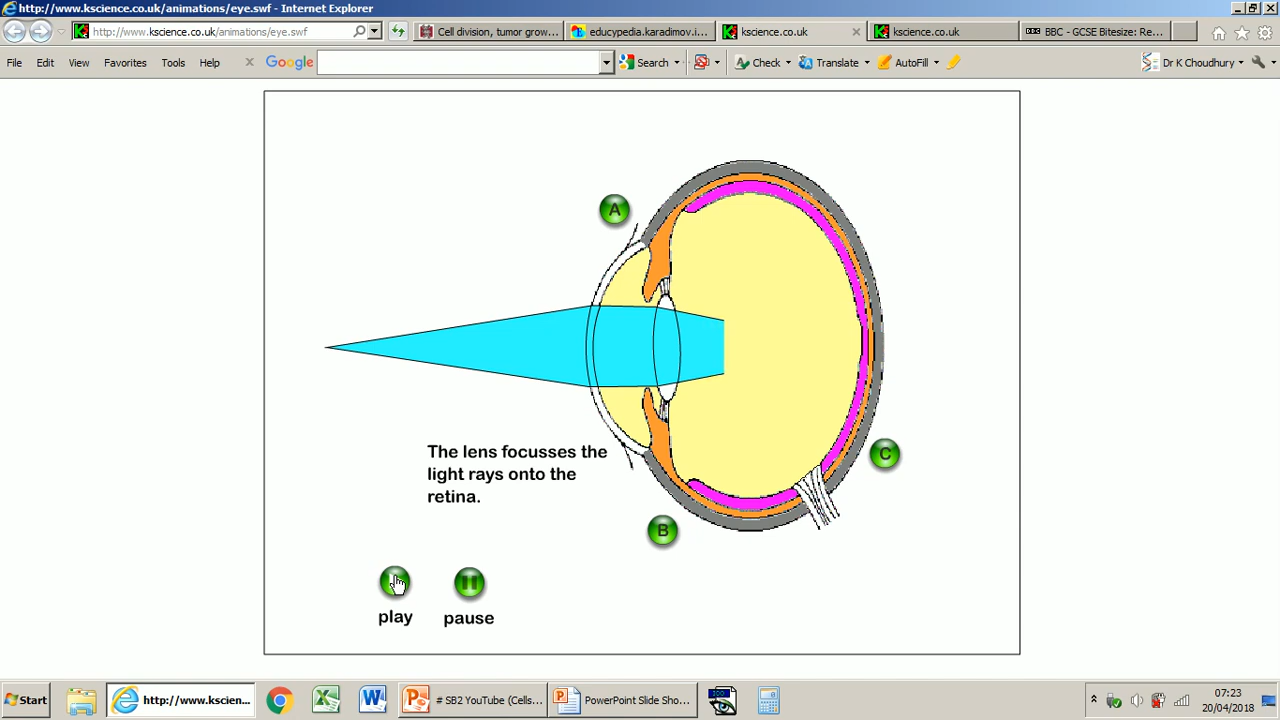 http://www.kscience.co.uk/animations/eye.swf - Internet Explorer
http://www.kscience.co.uk/animations/eye.swf
Cell division, tumor grow...
educypedia.karadimov.i...
kscience.co.uk
kscience.co.uk
BBC - GCSE Bitesize: Re...
File Edit View Favorites Tools Help
Google
Search
Check
Translate
AutoFill
Dr K Choudhury
A
The lens focusses the
light rays onto the
retina.
C
B
play
pause
Start
http://www.kscien...
# SB2 YouTube (Cells...
PowerPoint Slide Sho...
100
07:23
20/04/2018